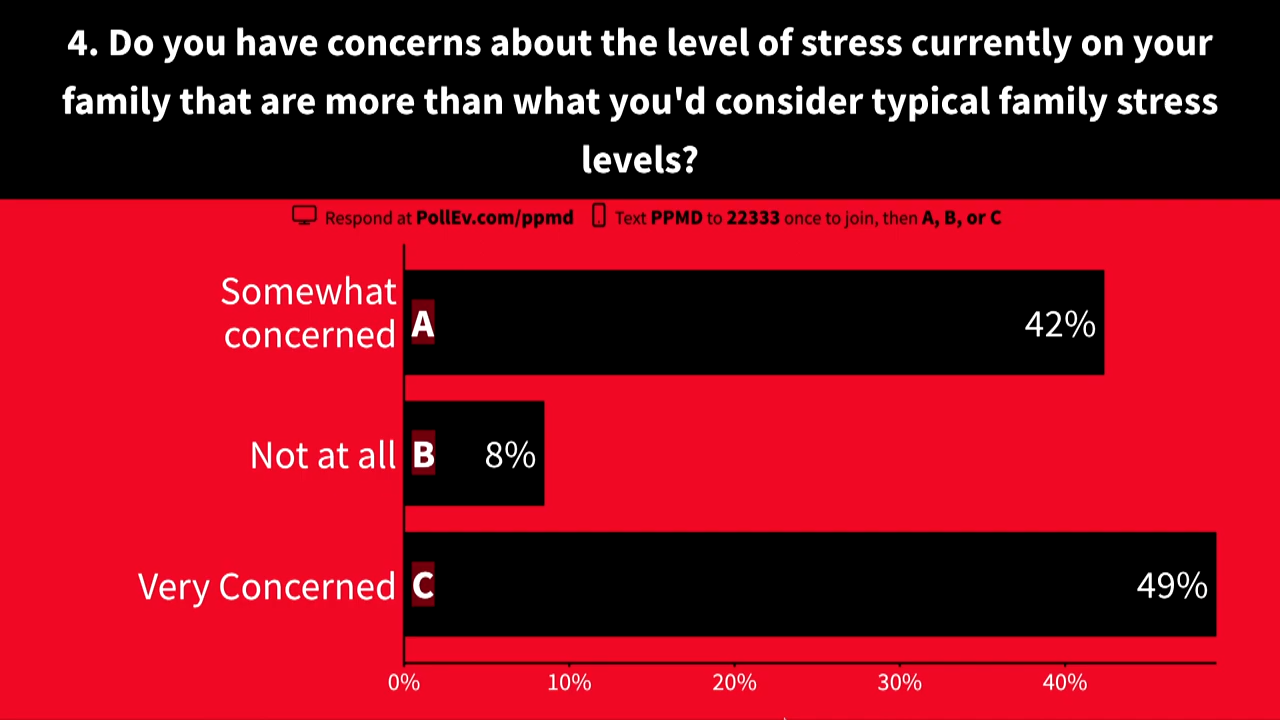 4. Do you have concerns about the level of stress currently on your
family that are more than what you'd consider typical family stress
levels?
Respond at PollEv.com/ppmd Text PPMD to 22333 once to join, then A, B, or C
Somewhat
concerned
A
42%
Not at all
B
8%
Very Concerned
C
49%
0% 10% 20% 30% 40%